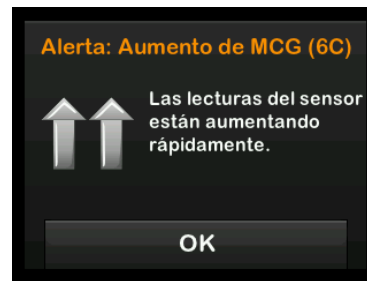 Alerta: Aumento de MCG (6C)
Las lecturas del sensor
están aumentando
rápidamente.
OK